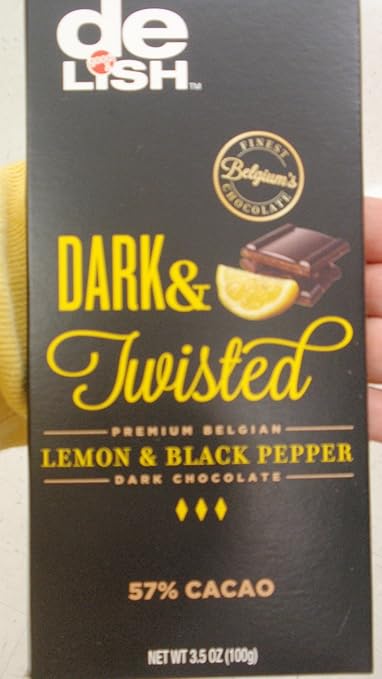 de
LISH™
FINEST
Belgium's
CHOCOLATE
DARK&
Twisted
PREMIUM BELGIAN
LEMON & BLACK PEPPER
DARK CHOCOLATE
57% CACAO
NET WT 3.5 OZ (100g)